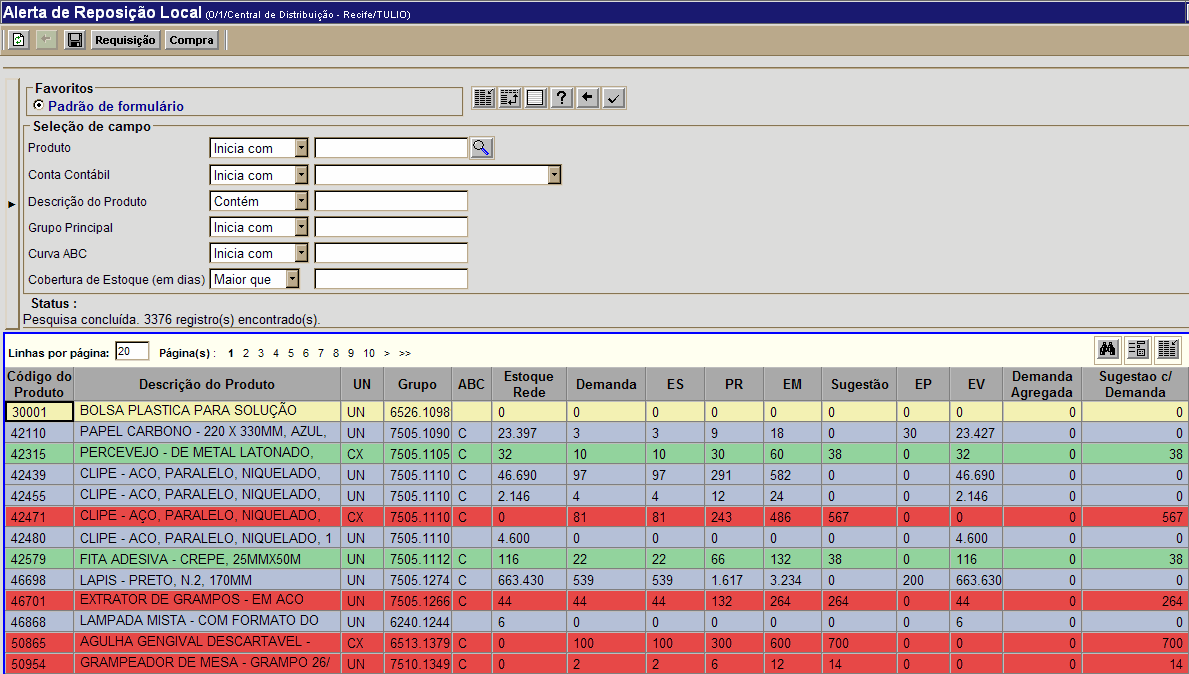 Alerta de Reposição Local (0/1/Central de Distribuição - Recife/TULIO)
Requisição Compra
Favoritos
Padrão de formulário
Seleção de campo
Produto Inicia com
Conta Contábil Inicia com
Descrição do Produto Contém
Grupo Principal Inicia com
Curva ABC Inicia com
Cobertura de Estoque (em dias) Maior que
Status :
Pesquisa concluída. 3376 registro(s) encontrado(s).
Linhas por página: 20 Página(s) : 1 2 3 4 5 6 7 8 9 10 > >>
Código do Produto Descrição do Produto UN Grupo ABC Estoque Rede Demanda ES PR EM Sugestão EP EV Demanda Agregada Sugestao c/ Demanda
30001 BOLSA PLASTICA PARA SOLUÇÃO UN 6526.1098 0 0 0 0 0 0 0 0 0 0
42110 PAPEL CARBONO - 220 X 330MM, AZUL, UN 7505.1090 C 23.397 3 3 9 18 0 30 23.427 0 0
42315 PERCEVEJO - DE METAL LATONADO, CX 7505.1105 C 32 10 10 30 60 38 0 32 0 38
42439 CLIPE - ACO, PARALELO, NIQUELADO, UN 7505.1110 C 46.690 97 97 291 582 0 0 46.690 0 0
42455 CLIPE - ACO, PARALELO, NIQUELADO, UN 7505.1110 C 2.146 4 4 12 24 0 0 2.146 0 0
42471 CLIPE - AÇO, PARALELO, NIQUELADO, CX 7505.1110 C 0 81 81 243 486 567 0 0 0 567
42480 CLIPE - ACO, PARALELO, NIQUELADO, 1 UN 7505.1110 4.600 0 0 0 0 0 0 4.600 0 0
42579 FITA ADESIVA - CREPE, 25MMX50M UN 7505.1112 C 116 22 22 66 132 38 0 116 0 38
46698 LAPIS - PRETO, N.2, 170MM UN 7505.1274 C 663.430 539 539 1.617 3.234 0 200 663.630 0 0
46701 EXTRATOR DE GRAMPOS - EM ACO UN 7505.1266 C 44 44 44 132 264 264 0 44 0 264
46868 LAMPADA MISTA - COM FORMATO DO UN 6240.1244 6 0 0 0 0 0 0 6 0 0
50865 AGULHA GENGIVAL DESCARTAVEL - CX 6513.1379 C 0 100 100 300 600 700 0 0 0 700
50954 GRAMPEADOR DE MESA - GRAMPO 26/ UN 7510.1349 C 0 2 2 6 12 14 0 0 0 14